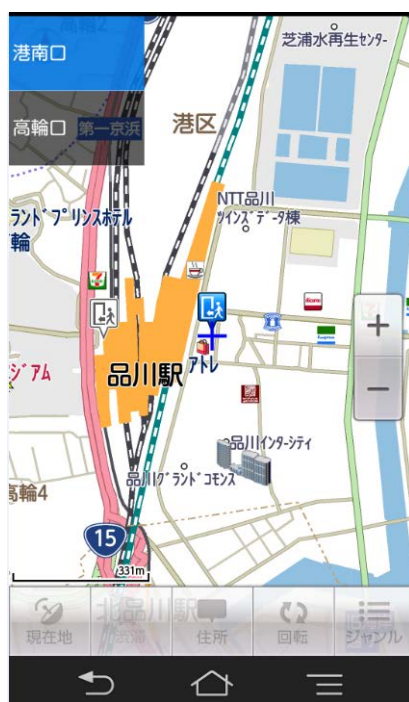 港南口
高輪口
第一京浜
芝浦水再生センター
港区
NTT品川
ツインズデータ棟
ランドプリンスホテル
輪
アトレ
品川駅
ジアム
品川インターシティ
品川グランドコモンズ
高輪4
15
331m
北品川駅
現在地
住所
回転
ジャンル
+
−